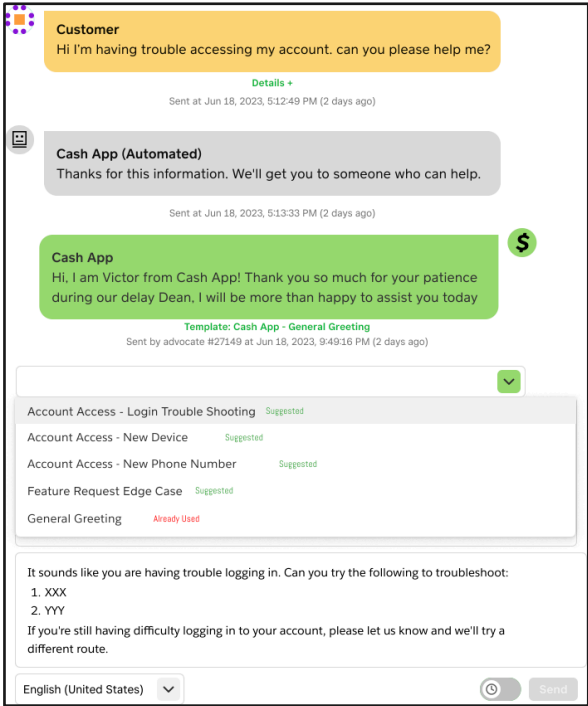 Customer
Hi I'm having trouble accessing my account. can you please help me?
Details +
Sent at Jun 18, 2023, 5:12:49 PM (2 days ago)
Cash App (Automated)
Thanks for this information. We'll get you to someone who can help.
Sent at Jun 18, 2023, 5:13:33 PM (2 days ago)
$
Cash App
Hi, I am Victor from Cash App! Thank you so much for your patience
during our delay Dean, I will be more than happy to assist you today
Template: Cash App - General Greeting
Sent by advocate #27149 at Jun 18, 2023, 9:49:16 PM (2 days ago)
Account Access - Login Trouble Shooting Suggested
Account Access - New Device Suggested
Account Access - New Phone Number Suggested
Feature Request Edge Case Suggested
General Greeting Already Used
It sounds like you are having trouble logging in. Can you try the following to troubleshoot:
1. XXX
2. YYY
If you're still having difficulty logging in to your account, please let us know and we'll try a
different route.
English (United States)
Send